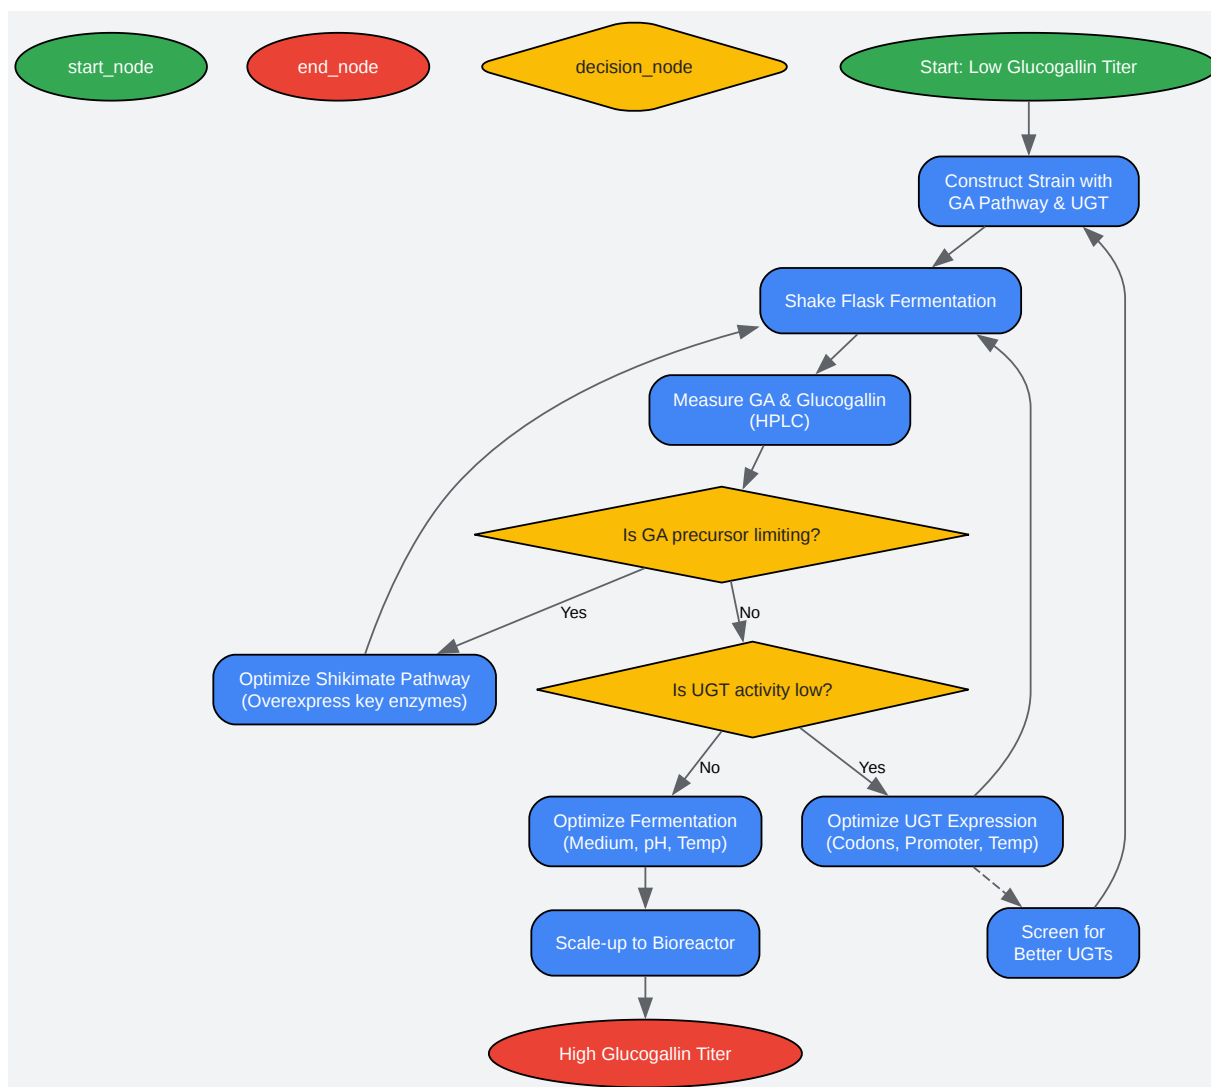 start_node
end_node
decision_node
Start: Low Glucogallin Titer
Construct Strain with
GA Pathway & UGT
Shake Flask Fermentation
Measure GA & Glucogallin
(HPLC)
Is GA precursor limiting?
Yes
No
Optimize Shikimate Pathway
(Overexpress key enzymes)
Is UGT activity low?
No
Yes
Optimize Fermentation
(Medium, pH, Temp)
Optimize UGT Expression
(Codons, Promoter, Temp)
Scale-up to Bioreactor
Screen for
Better UGTs
High Glucogallin Titer